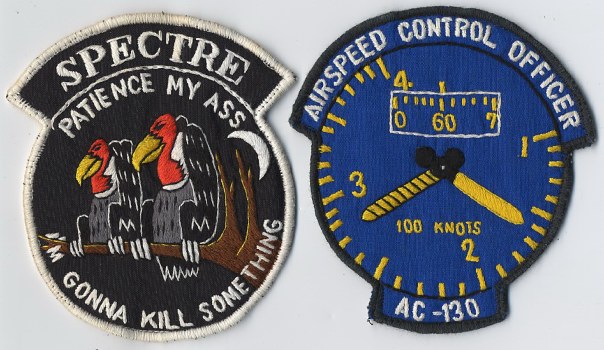 SPECTRE
PATIENCE MY ASS
I'M GONNA KILL SOMETHING
AIRSPEED CONTROL OFFICER
4
0 60 7
1
3
100 KNOTS
2
AC-130